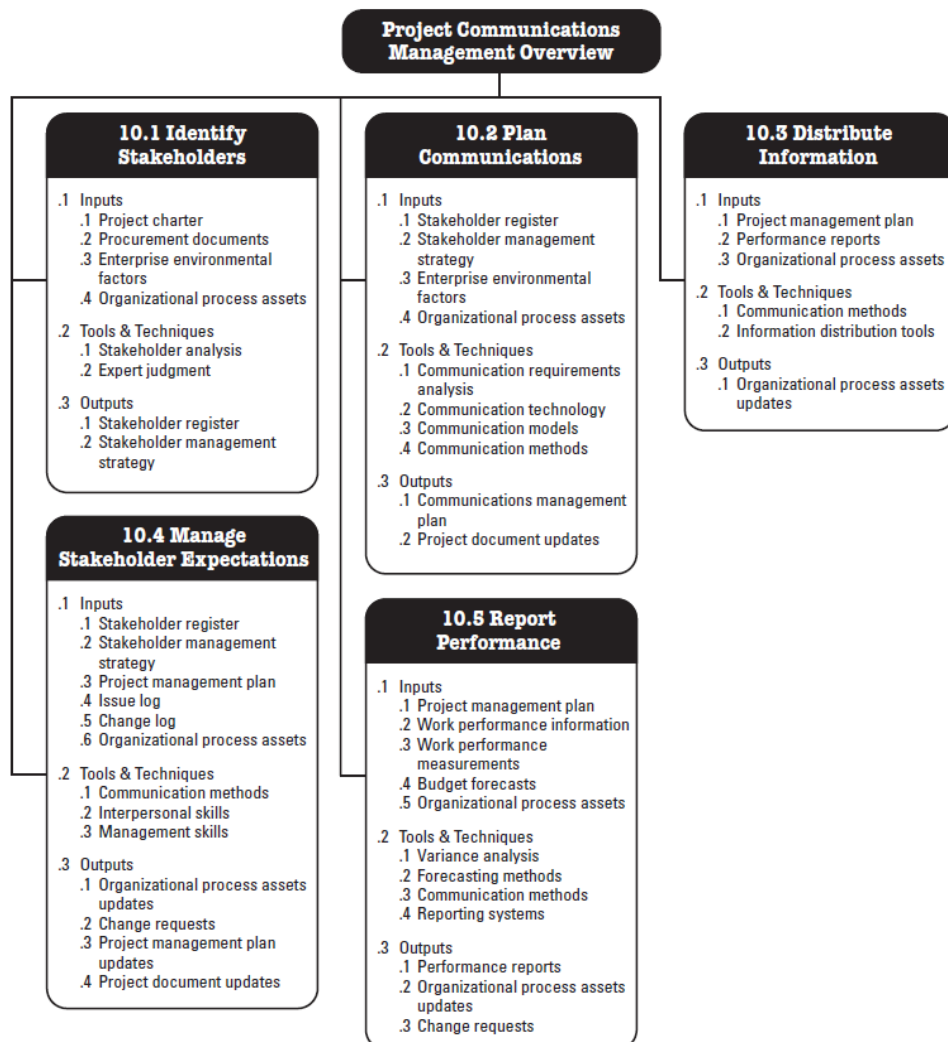 Project Communications
Management Overview
10.1 Identify
Stakeholders
.1 Inputs
.1 Project charter
.2 Procurement documents
.3 Enterprise environmental
factors
.4 Organizational process assets
.2 Tools & Techniques
.1 Stakeholder analysis
.2 Expert judgment
.3 Outputs
.1 Stakeholder register
.2 Stakeholder management
strategy
10.2 Plan
Communications
.1 Inputs
.1 Stakeholder register
.2 Stakeholder management
strategy
.3 Enterprise environmental
factors
.4 Organizational process assets
.2 Tools & Techniques
.1 Communication requirements
analysis
.2 Communication technology
.3 Communication models
.4 Communication methods
.3 Outputs
.1 Communications management
plan
.2 Project document updates
10.3 Distribute
Information
.1 Inputs
.1 Project management plan
.2 Performance reports
.3 Organizational process assets
.2 Tools & Techniques
.1 Communication methods
.2 Information distribution tools
.3 Outputs
.1 Organizational process assets
updates
10.4 Manage
Stakeholder Expectations
.1 Inputs
.1 Stakeholder register
.2 Stakeholder management
strategy
.3 Project management plan
.4 Issue log
.5 Change log
.6 Organizational process assets
.2 Tools & Techniques
.1 Communication methods
.2 Interpersonal skills
.3 Management skills
.3 Outputs
.1 Organizational process assets
updates
.2 Change requests
.3 Project management plan
updates
.4 Project document updates
10.5 Report
Performance
.1 Inputs
.1 Project management plan
.2 Work performance information
.3 Work performance
measurements
.4 Budget forecasts
.5 Organizational process assets
.2 Tools & Techniques
.1 Variance analysis
.2 Forecasting methods
.3 Communication methods
.4 Reporting systems
.3 Outputs
.1 Performance reports
.2 Organizational process assets
updates
.3 Change requests